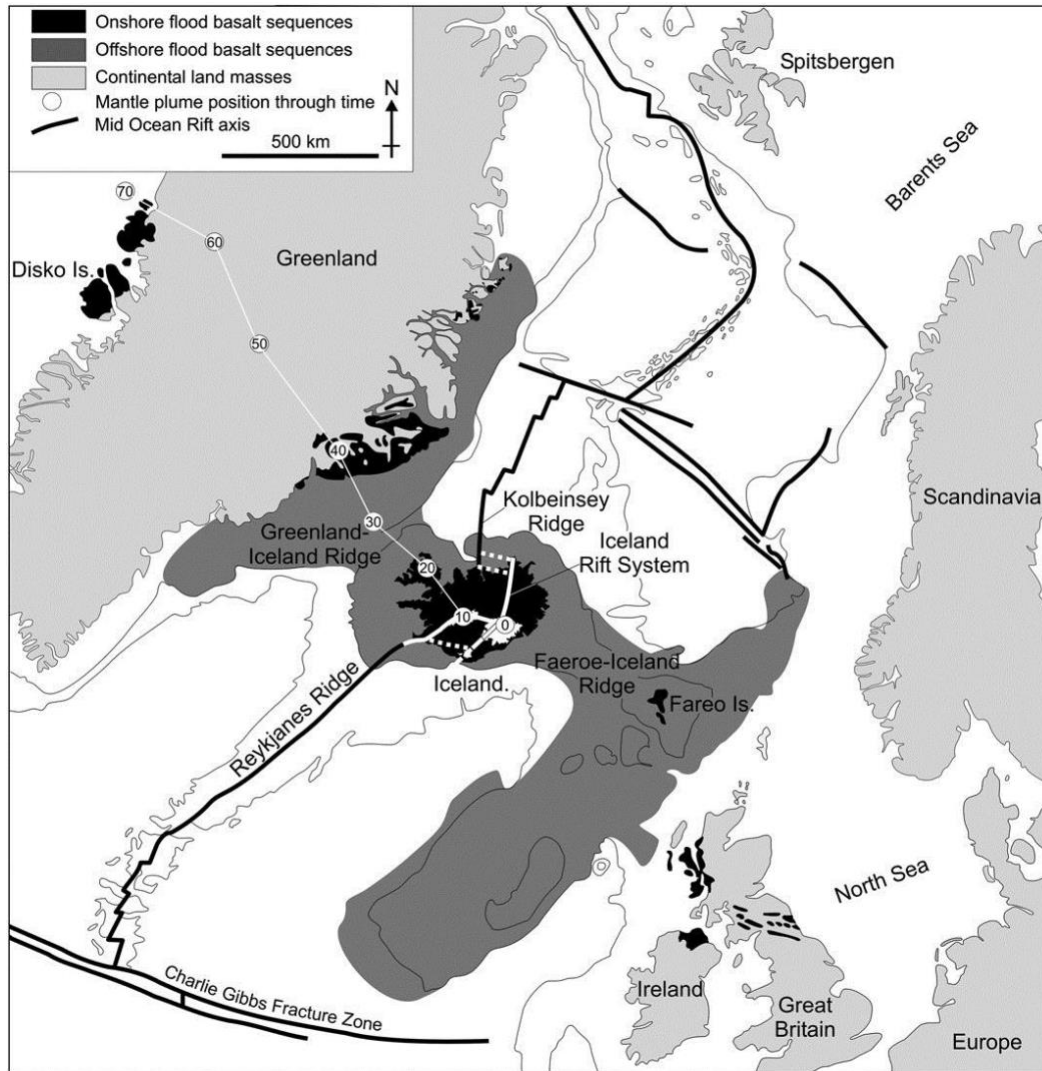 Onshore flood basalt sequences
Offshore flood basalt sequences
Continental land masses
Mantle plume position through time
Mid Ocean Rift axis
N
500 km
Spitsbergen
Barents Sea
70
60
Disko Is.
Greenland
50
40
30
Greenland-
Iceland Ridge
Kolbeinsey
Ridge
Iceland
Rift System
Scandinavia
20
10
0
Iceland.
Faeroe-Iceland
Ridge
Fareo Is.
Reykjanes Ridge
North Sea
Charlie Gibbs Fracture Zone
Ireland
Great
Britain
Europe